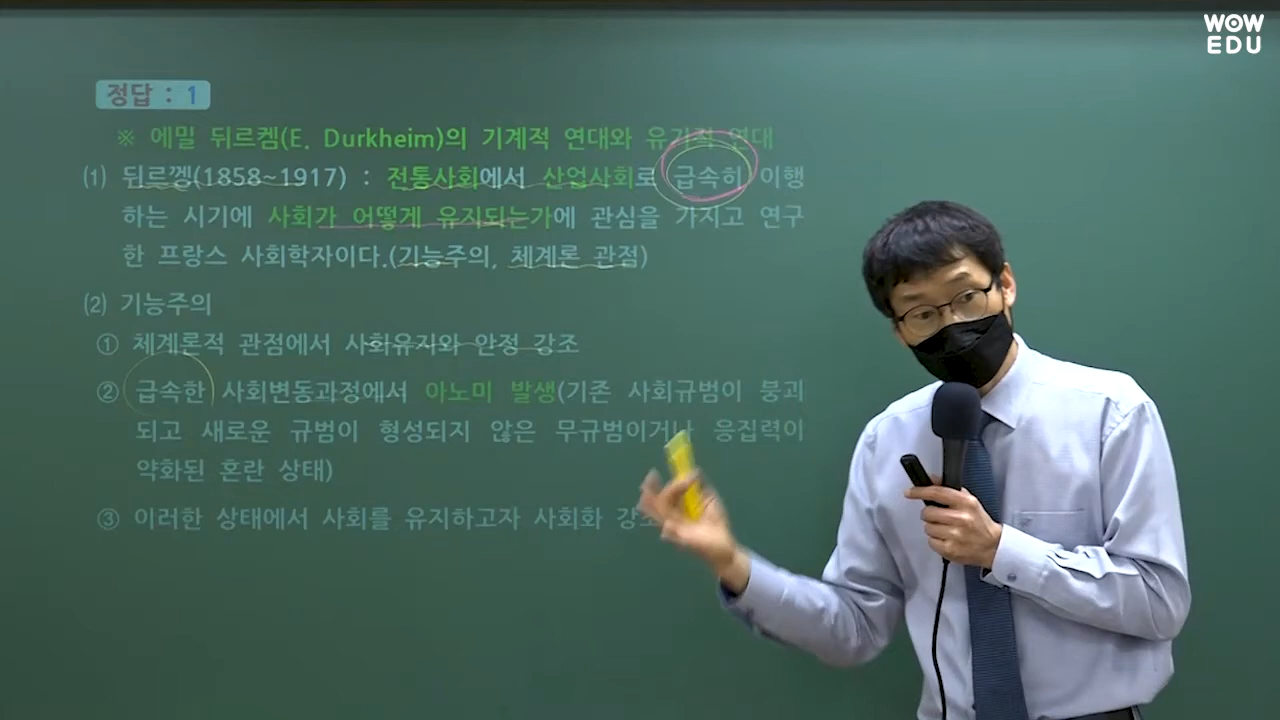 WOW
EDU
정답 : 1
※ 에밀 뒤르켐(E. Durkheim)의 기계적 연대와 유기적 연대
(1) 뒤르껭(1858~1917) : 전통사회에서 산업사회로 급속히 이행
하는 시기에 사회가 어떻게 유지되는가에 관심을 가지고 연구
한 프랑스 사회학자이다.(기능주의, 체계론 관점)
(2) 기능주의
① 체계론적 관점에서 사회유지와 안정 강조
② 급속한 사회변동과정에서 아노미 발생(기존 사회규범이 붕괴
되고 새로운 규범이 형성되지 않은 무규범이거나 응집력이
약화된 혼란 상태)
③ 이러한 상태에서 사회를 유지하고자 사회화